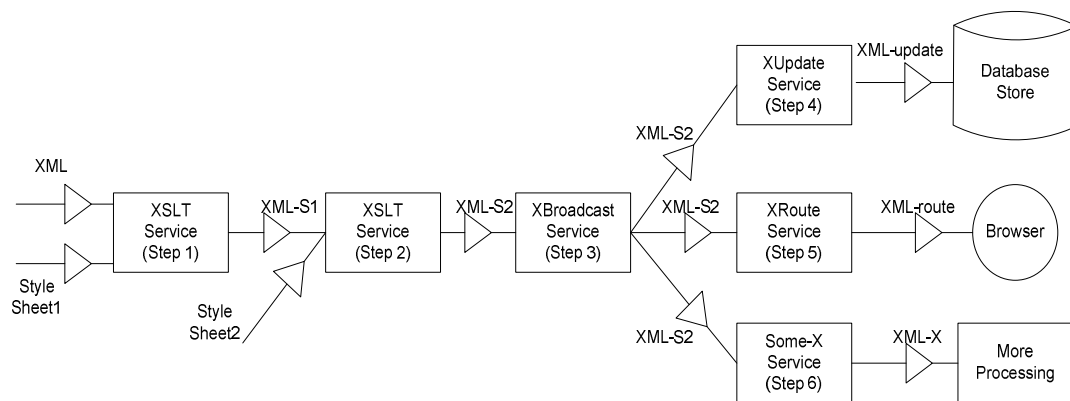 XML
XSLT
Service
(Step 1)
Style
Sheet1
XML-S1
Style
Sheet2
XSLT
Service
(Step 2)
XML-S2
XBroadcast
Service
(Step 3)
XML-S2
XUpdate
Service
(Step 4)
XML-update
Database
Store
XML-S2
XRoute
Service
(Step 5)
XML-route
Browser
XML-S2
Some-X
Service
(Step 6)
XML-X
More
Processing